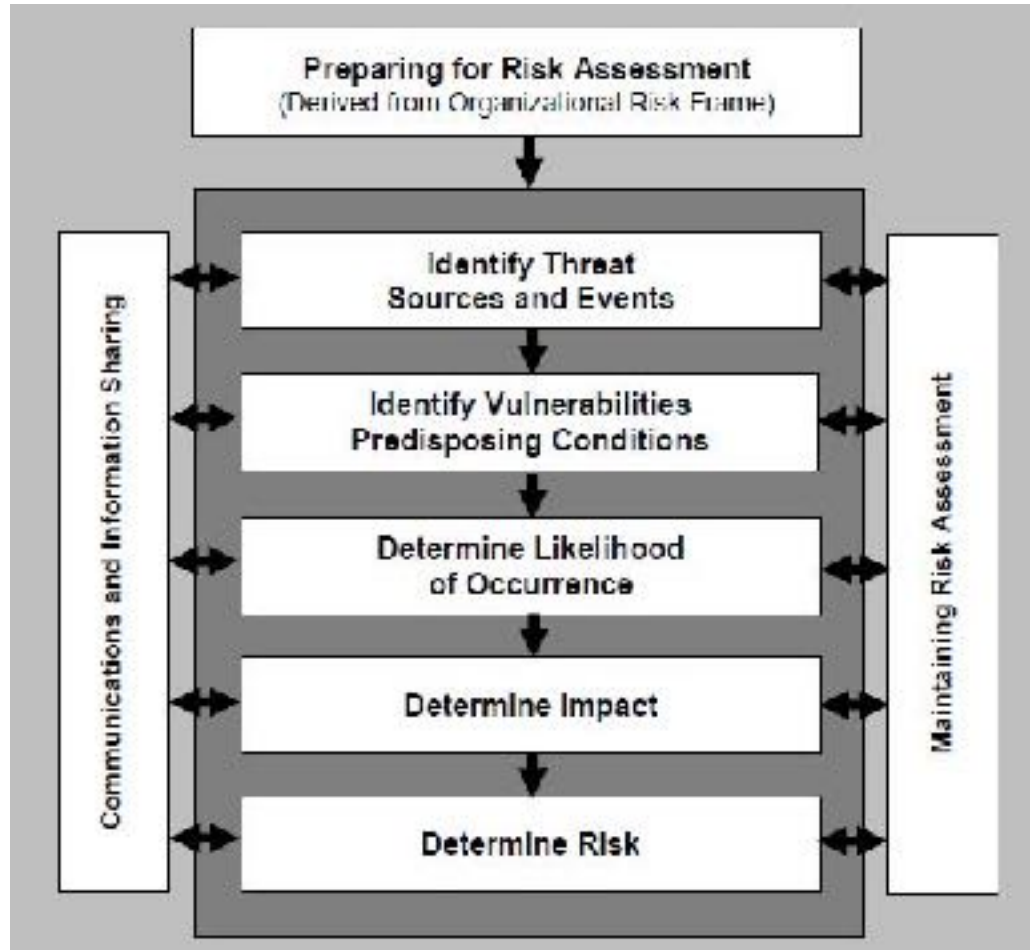 Preparing for Risk Assessment
(Derived from Organizational Risk Frame)
Communications and Information Sharing
Identify Threat
Sources and Events
Identify Vulnerabilities
Predisposing Conditions
Determine Likelihood
of Occurrence
Determine Impact
Determine Risk
Maintaining Risk Assessment